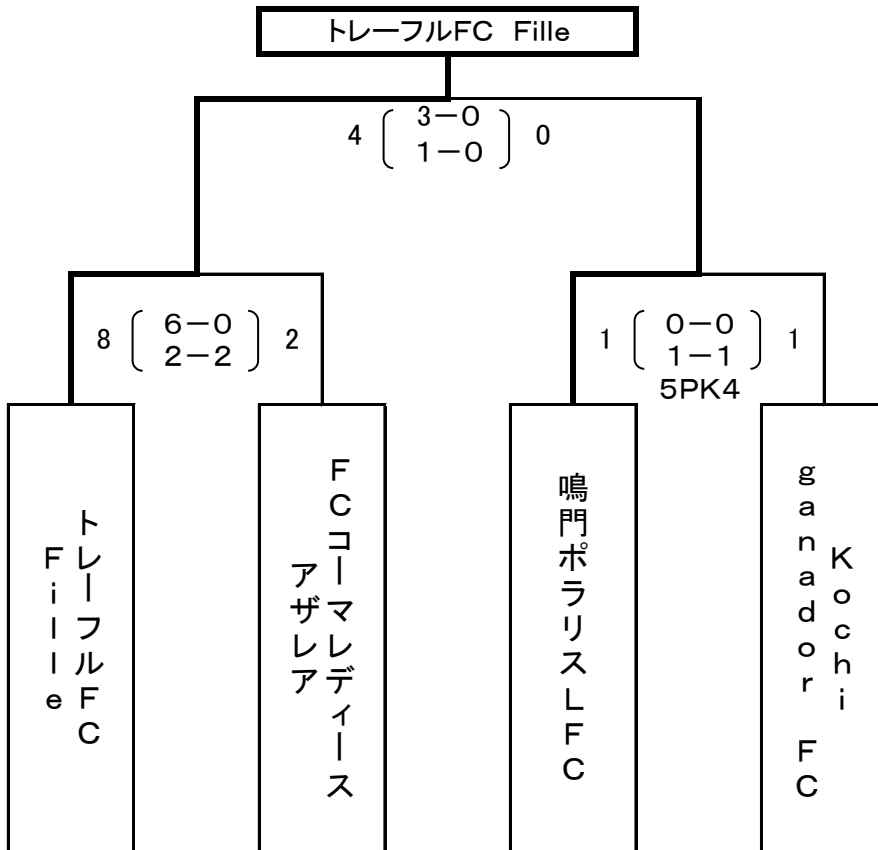 トレーフルFC Fille
4 3－0 0
1－0
8 6－0 2
2－2
1 0－0 1
1－1
5PK4
トレーフルFC
Fille
FCコーマレディース
アザレア
鳴門ポラリスLFC
Kochi
ganador FC